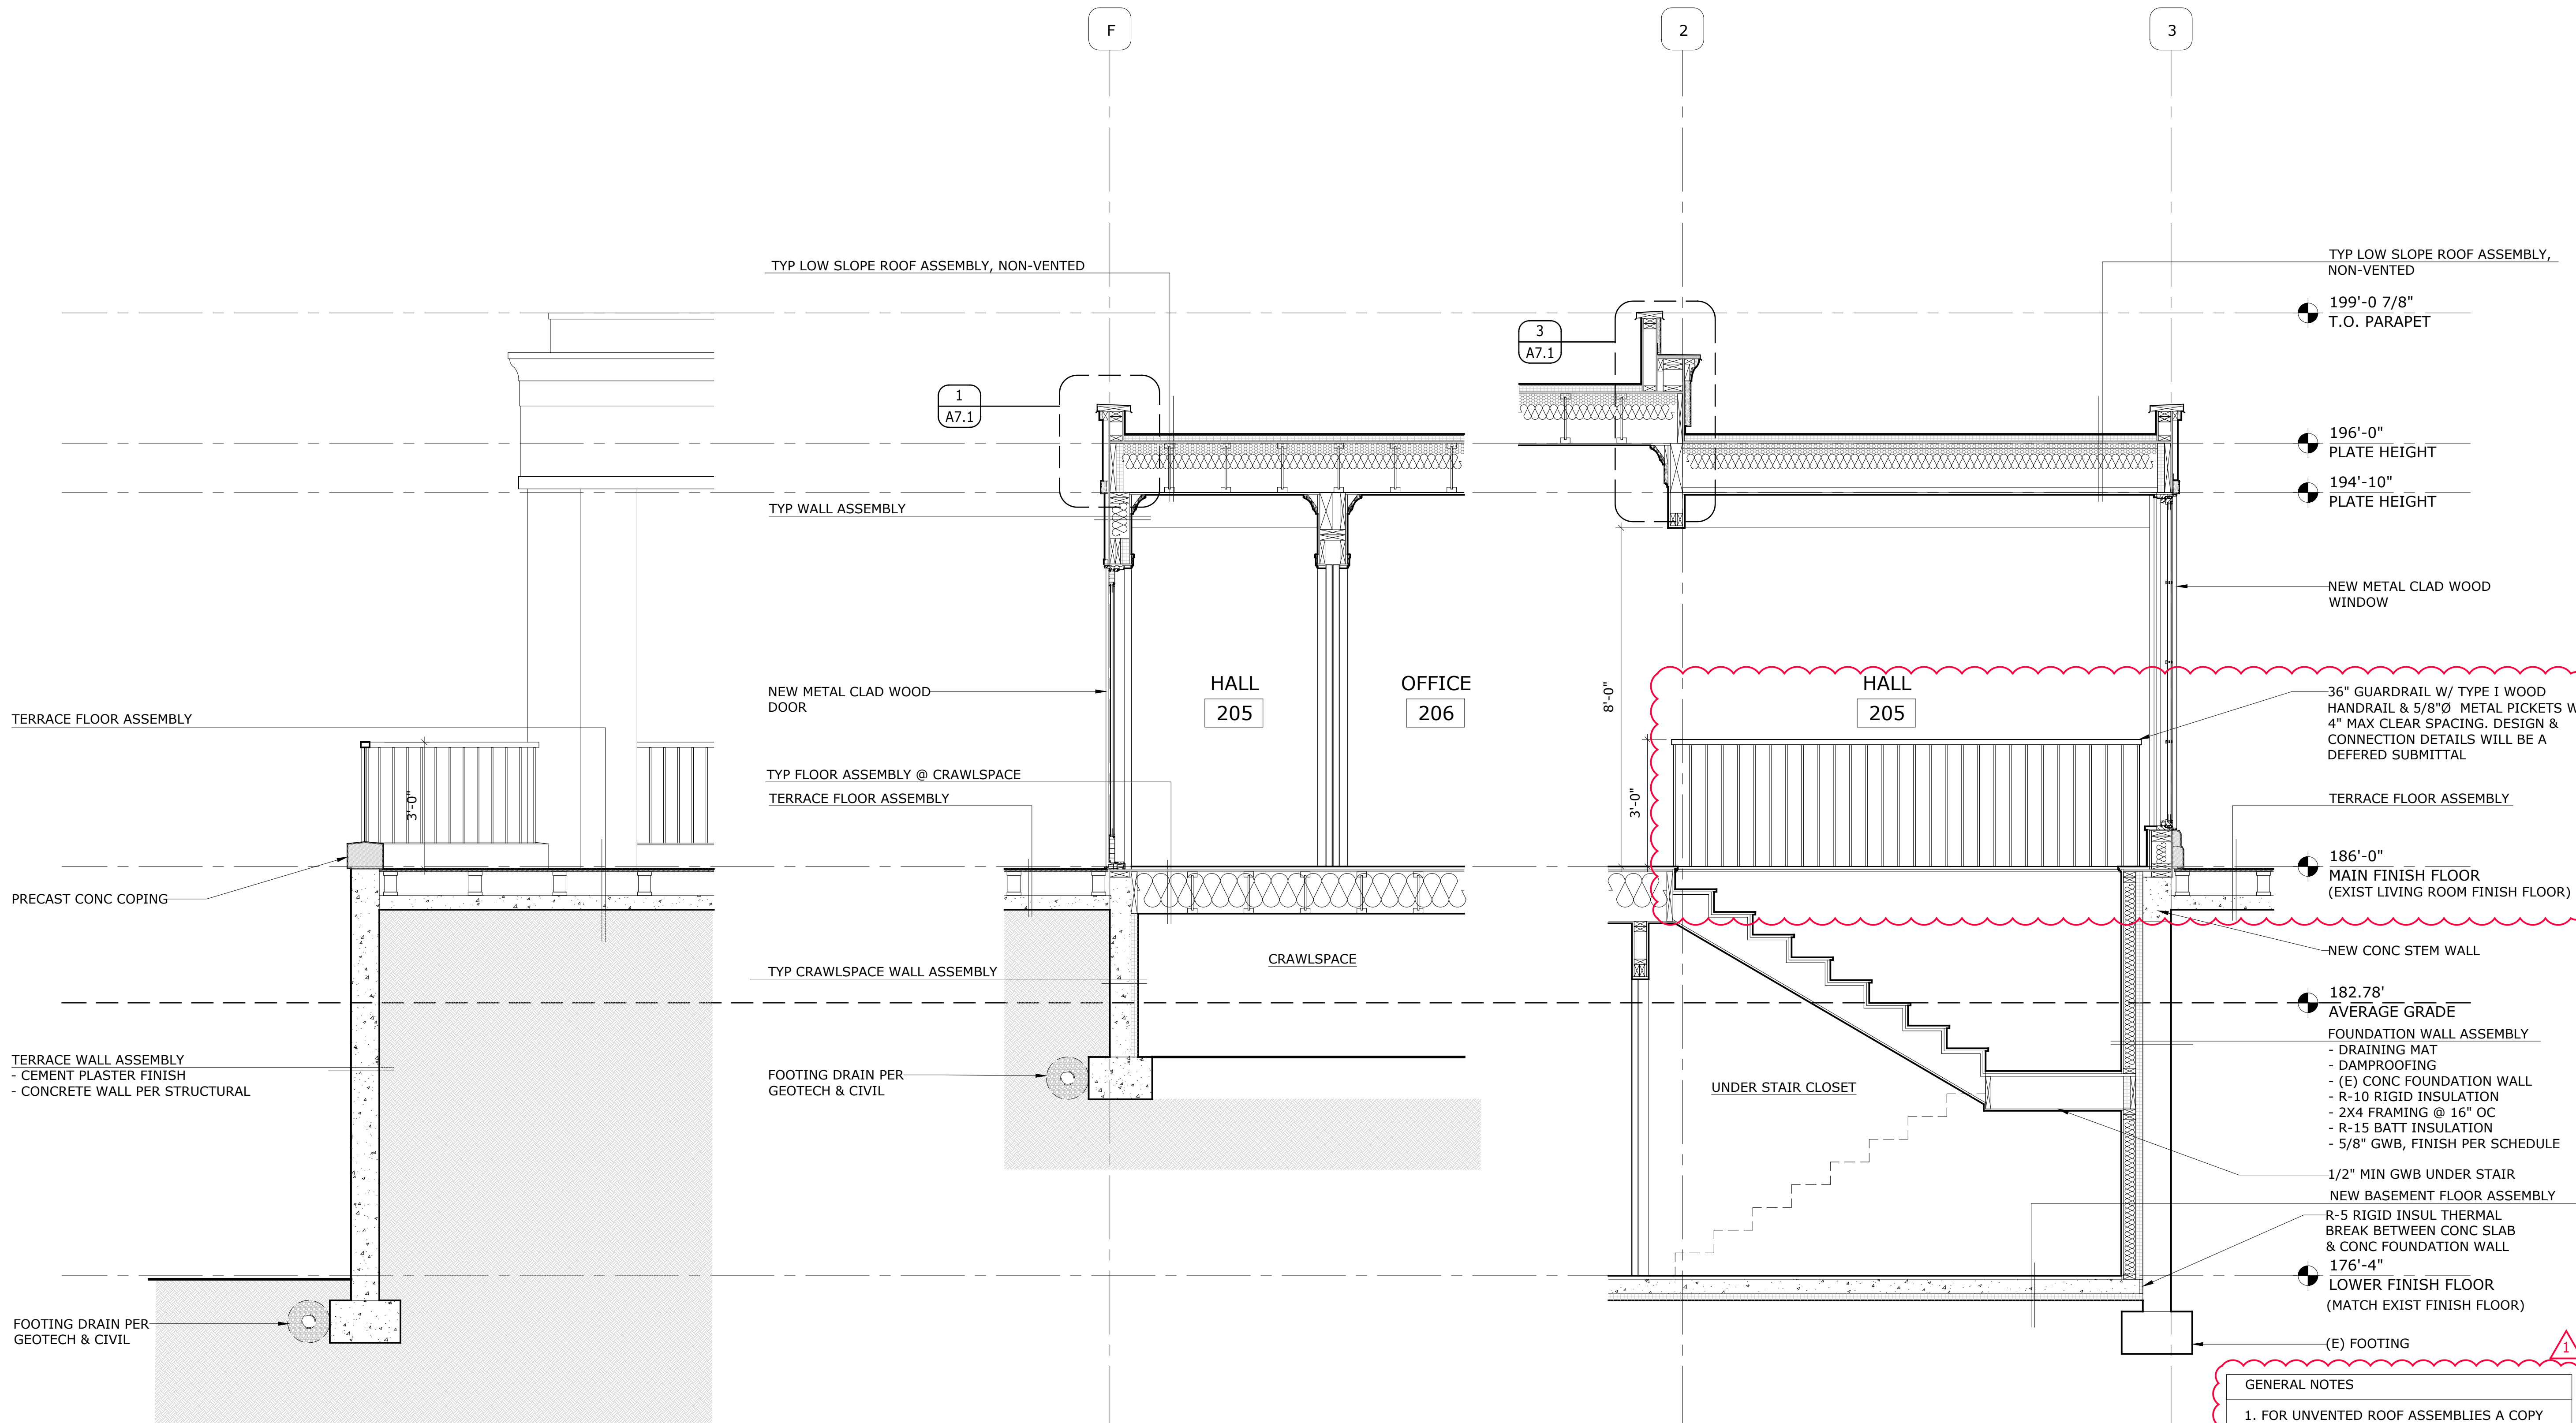 F
2
3
TYP LOW SLOPE ROOF ASSEMBLY, NON-VENTED
TYP LOW SLOPE ROOF ASSEMBLY,
NON-VENTED
199'-0 7/8"
T.O. PARAPET
3
A7.1
1
A7.1
196'-0"
PLATE HEIGHT
194'-10"
PLATE HEIGHT
TYP WALL ASSEMBLY
NEW METAL CLAD WOOD
WINDOW
NEW METAL CLAD WOOD
DOOR
HALL
205
OFFICE
206
8'-0"
HALL
205
36" GUARDRAIL W/ TYPE I WOOD
HANDRAIL & 5/8"Ø METAL PICKETS W
4" MAX CLEAR SPACING. DESIGN &
CONNECTION DETAILS WILL BE A
DEFERED SUBMITTAL
TERRACE FLOOR ASSEMBLY
3'-0"
TYP FLOOR ASSEMBLY @ CRAWLSPACE
TERRACE FLOOR ASSEMBLY
3'-0"
TERRACE FLOOR ASSEMBLY
186'-0"
MAIN FINISH FLOOR
(EXIST LIVING ROOM FINISH FLOOR)
PRECAST CONC COPING
NEW CONC STEM WALL
TYP CRAWLSPACE WALL ASSEMBLY
CRAWLSPACE
182.78'
AVERAGE GRADE
TERRACE WALL ASSEMBLY
- CEMENT PLASTER FINISH
- CONCRETE WALL PER STRUCTURAL
FOOTING DRAIN PER
GEOTECH & CIVIL
UNDER STAIR CLOSET
FOUNDATION WALL ASSEMBLY
- DRAINING MAT
- DAMPROOFING
- (E) CONC FOUNDATION WALL
- R-10 RIGID INSULATION
- 2X4 FRAMING @ 16" OC
- R-15 BATT INSULATION
- 5/8" GWB, FINISH PER SCHEDULE
1/2" MIN GWB UNDER STAIR
NEW BASEMENT FLOOR ASSEMBLY
R-5 RIGID INSUL THERMAL
BREAK BETWEEN CONC SLAB
& CONC FOUNDATION WALL
176'-4"
LOWER FINISH FLOOR
(MATCH EXIST FINISH FLOOR)
FOOTING DRAIN PER
GEOTECH & CIVIL
(E) FOOTING
1
GENERAL NOTES
1. FOR UNVENTED ROOF ASSEMBLIES A COPY